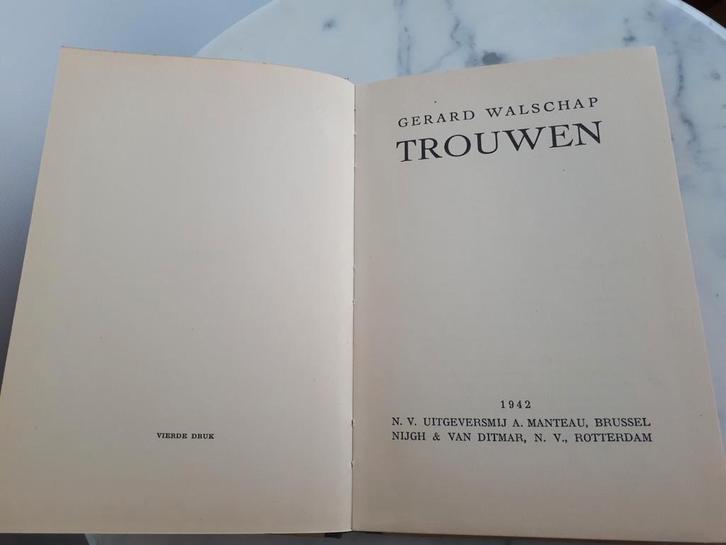 VIERDE DRUK
GERARD WALSCHAP
TROUWEN
1942
N. V. UITGEVERSMIJ A. MANTEAU, BRUSSEL
NIJGH & VAN DITMAR, N. V., ROTTERDAM